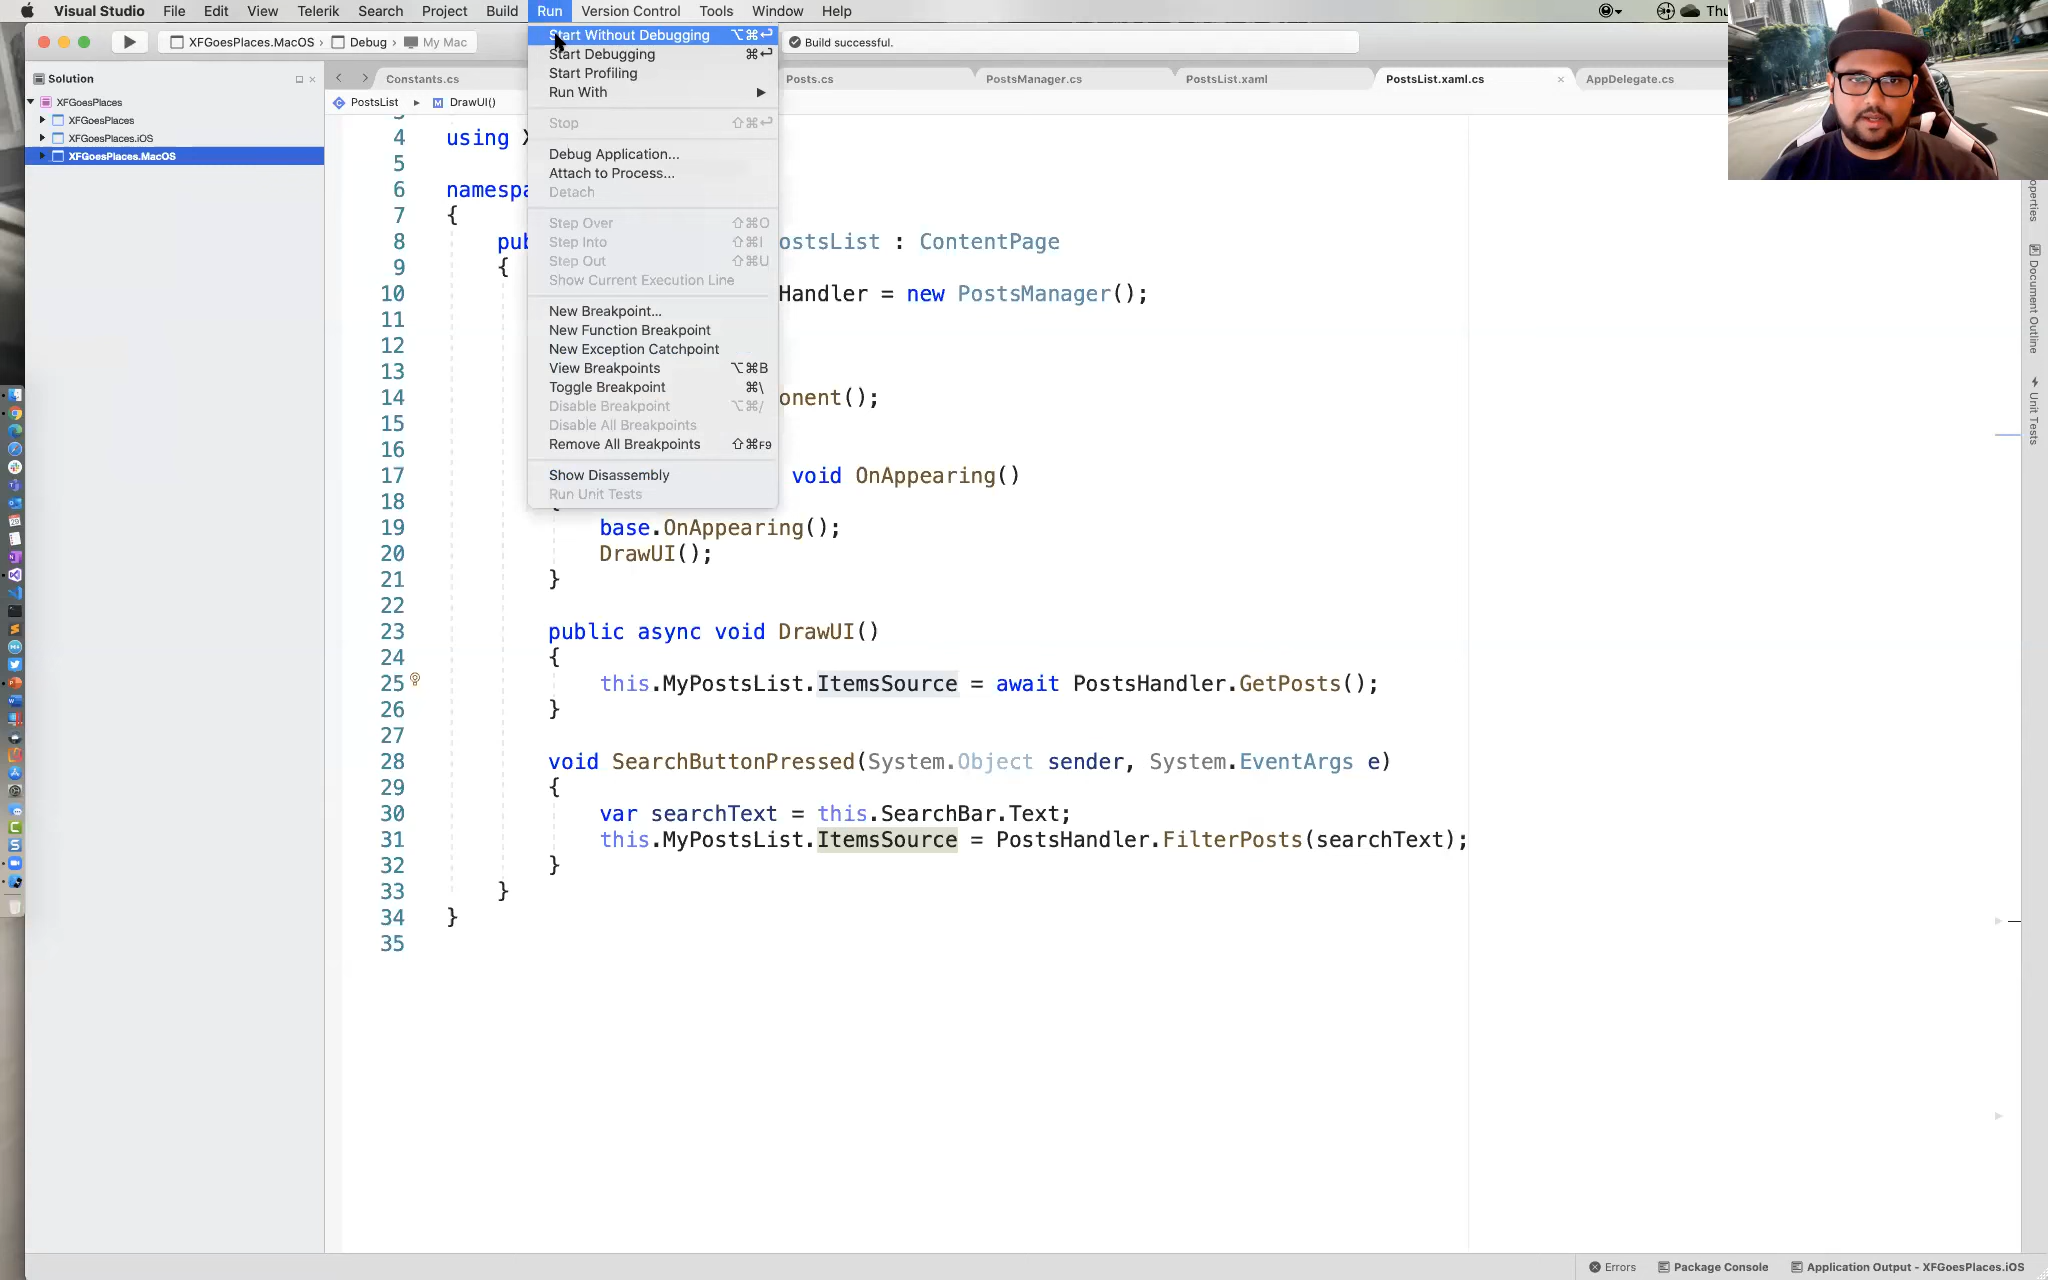 Visual Studio File Edit View Telerik Search Project Build Run Version Control Tools Window Help Thu
XFGoesPlaces.MacOS › Debug › My Mac
Build successful.
Start Without Debugging ⌥⌘↩
Start Debugging ⌘↩
Start Profiling
Run With
Stop ⇧⌘↩
Debug Application...
Attach to Process...
Detach
Step Over ⇧⌘O
Step Into ⇧⌘I
Step Out ⇧⌘U
Show Current Execution Line
New Breakpoint...
New Function Breakpoint
New Exception Catchpoint
View Breakpoints ⌥⌘B
Toggle Breakpoint ⌘\
Disable Breakpoint ⌥⌘/
Disable All Breakpoints
Remove All Breakpoints ⇧⌘F9
Show Disassembly
Run Unit Tests
Solution
XFGoesPlaces
XFGoesPlaces
XFGoesPlaces.iOS
XFGoesPlaces.MacOS
Constants.cs Posts.cs PostsManager.cs PostsList.xaml PostsList.xaml.cs AppDelegate.cs
PostsList ▸ DrawUI()
4 using
5
6 namespa
7 {
8 pub ostsList : ContentPage
9 {
10 Handler = new PostsManager();
11
12
13
14 onent();
15
16
17 void OnAppearing()
18
19 base.OnAppearing();
20 DrawUI();
21 }
22
23 public async void DrawUI()
24 {
25 this.MyPostsList.ItemsSource = await PostsHandler.GetPosts();
26 }
27
28 void SearchButtonPressed(System.Object sender, System.EventArgs e)
29 {
30 var searchText = this.SearchBar.Text;
31 this.MyPostsList.ItemsSource = PostsHandler.FilterPosts(searchText);
32 }
33 }
34 }
35
operties
Document Outline
Unit Tests
Errors Package Console Application Output - XFGoesPlaces.iOS